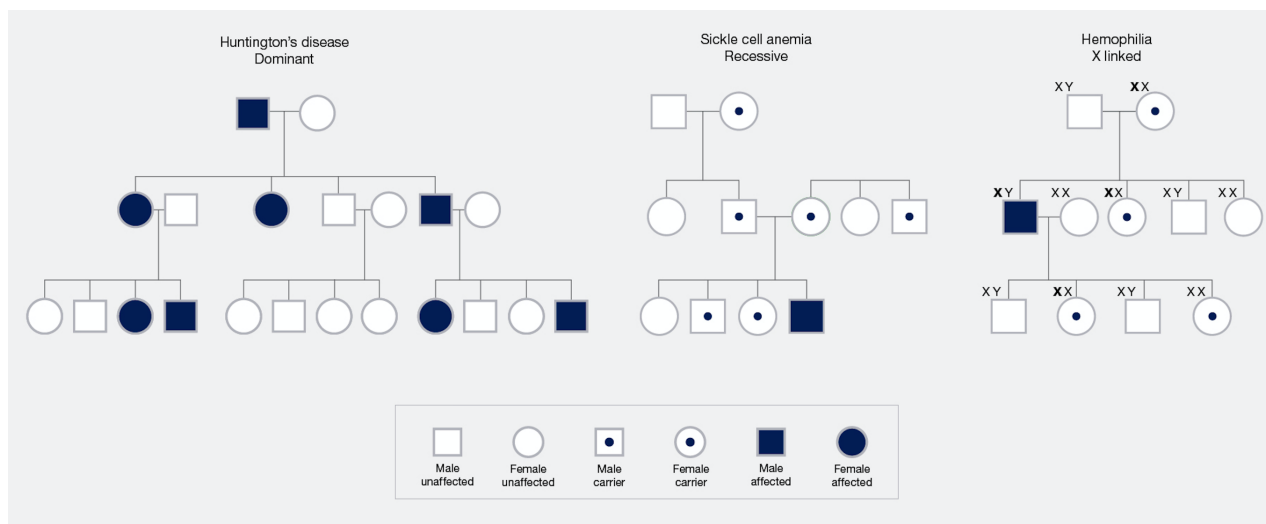 Huntington's disease
Dominant
Sickle cell anemia
Recessive
Hemophilia
X linked
XY
XX
XY
XX
XX
XY
XX
XY
XX
XY
XX
Male
unaffected
Female
unaffected
Male
carrier
Female
carrier
Male
affected
Female
affected